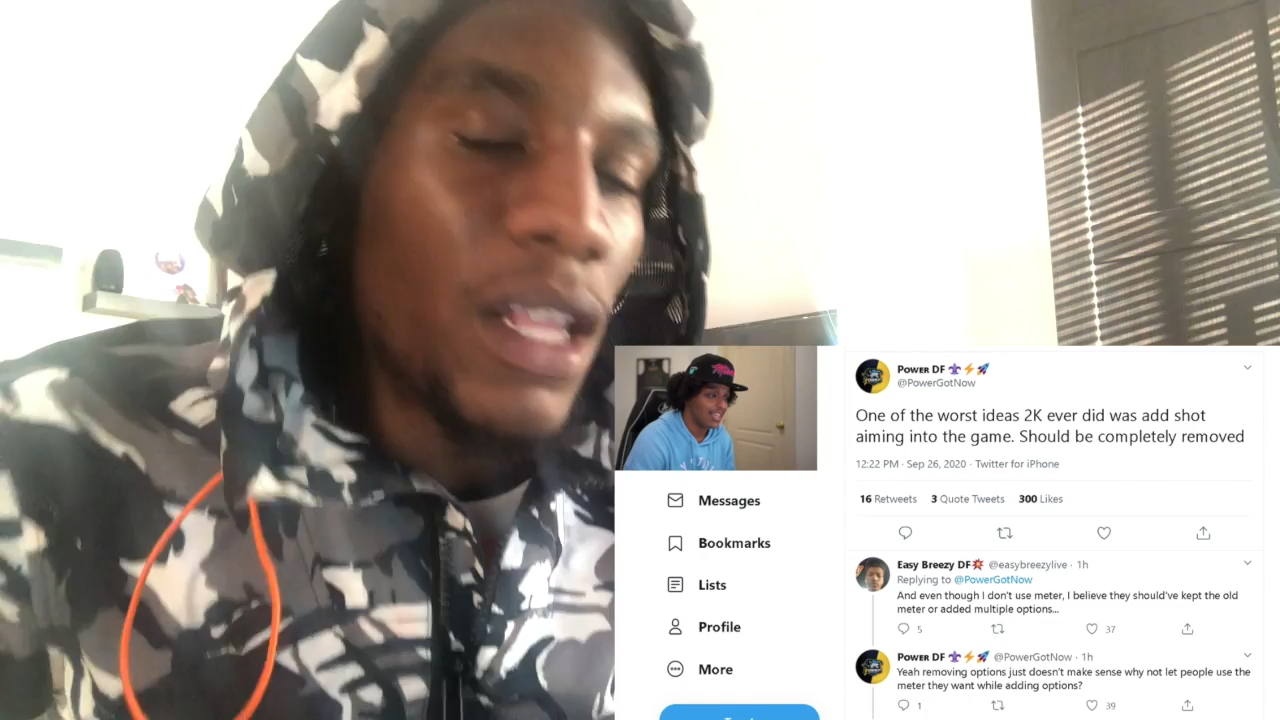 Power DF
@PowerGotNow
One of the worst ideas 2K ever did was add shot
aiming into the game. Should be completely removed
12:22 PM · Sep 26, 2020 · Twitter for iPhone
16 Retweets 3 Quote Tweets 300 Likes
Messages
Bookmarks
Lists
Profile
More
Easy Breezy DF @easybreezylive · 1h
Replying to @PowerGotNow
And even though I don't use meter, I believe they should've kept the old
meter or added multiple options...
5 37
Power DF @PowerGotNow · 1h
Yeah removing options just doesn't make sense why not let people use the
meter they want while adding options?
1 39